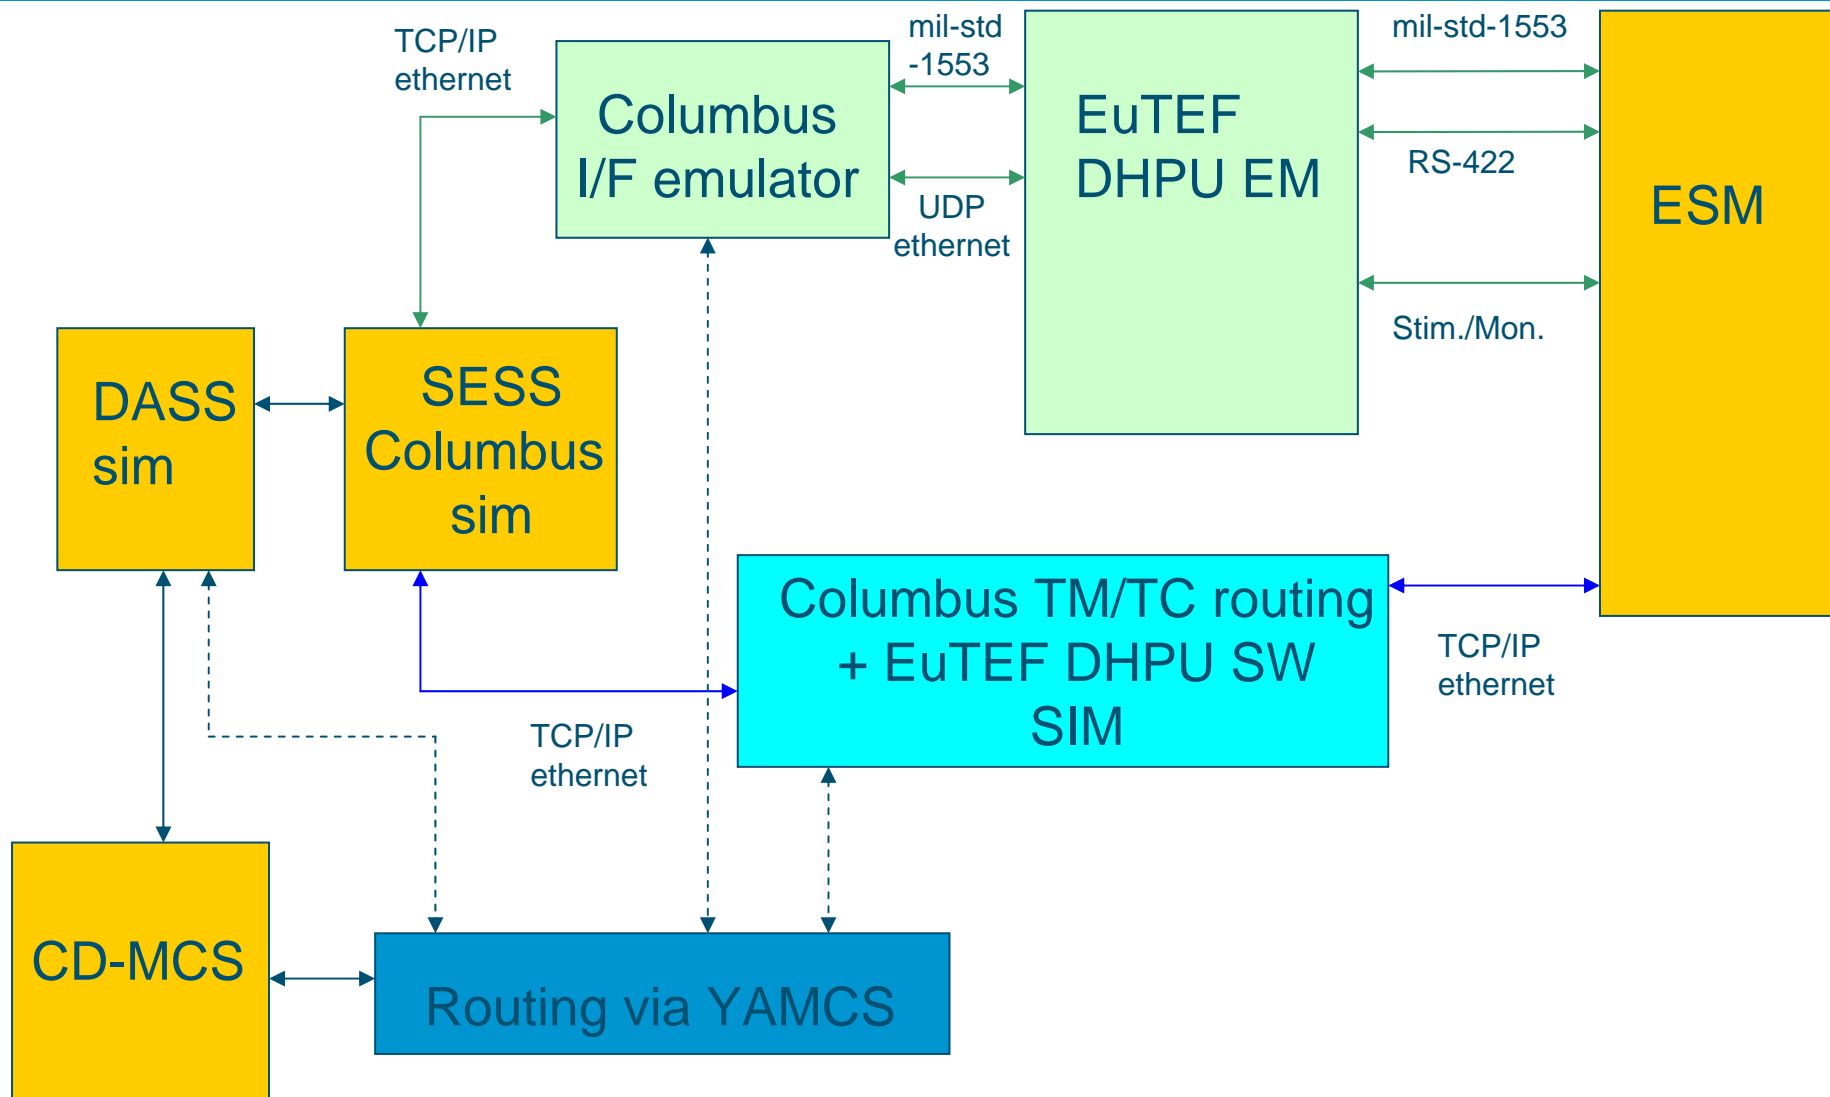 TCP/IP
ethernet
mil-std
-1553
mil-std-1553
Columbus
I/F emulator
EuTEF
DHPU EM
RS-422
ESM
UDP
ethernet
Stim./Mon.
DASS
sim
SESS
Columbus
sim
Columbus TM/TC routing
+ EuTEF DHPU SW
SIM
TCP/IP
ethernet
TCP/IP
ethernet
CD-MCS
Routing via YAMCS